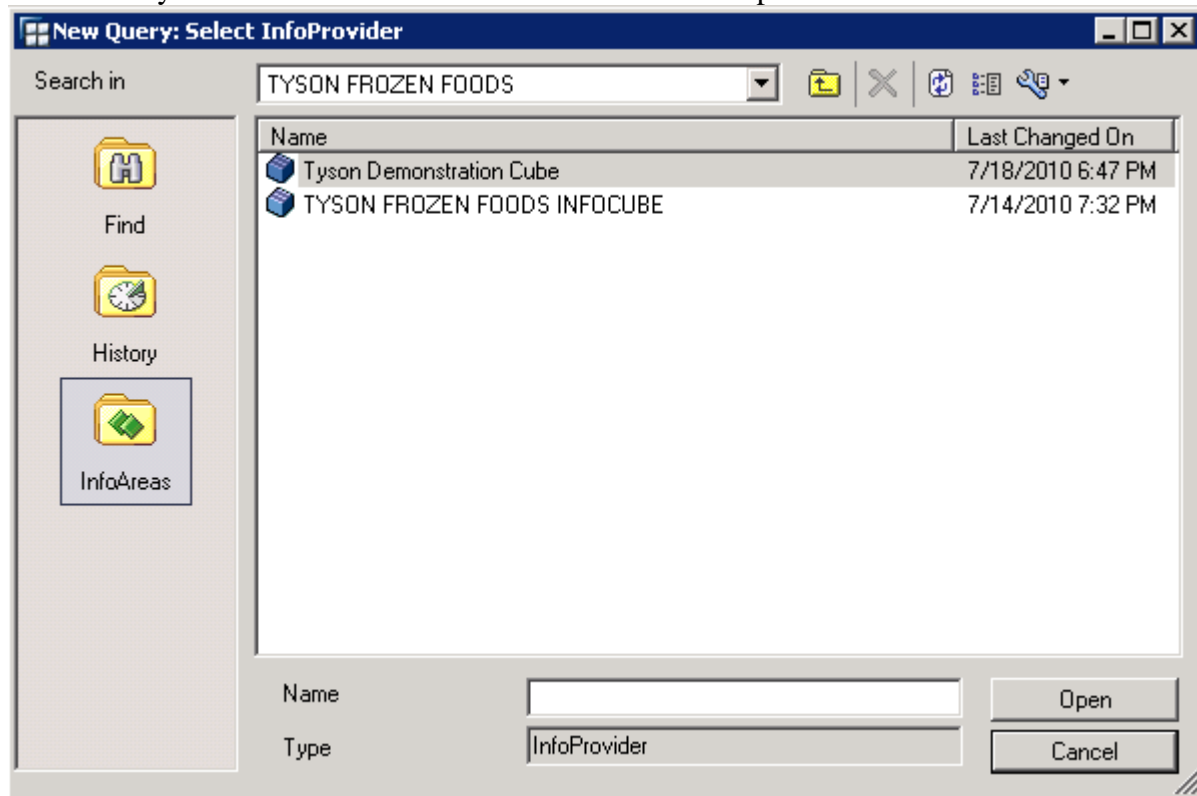 New Query: Select InfoProvider
Search in
TYSON FROZEN FOODS
Name Last Changed On
Tyson Demonstration Cube 7/18/2010 6:47 PM
TYSON FROZEN FOODS INFOCUBE 7/14/2010 7:32 PM
Find
History
InfoAreas
Name
Open
Type
InfoProvider
Cancel